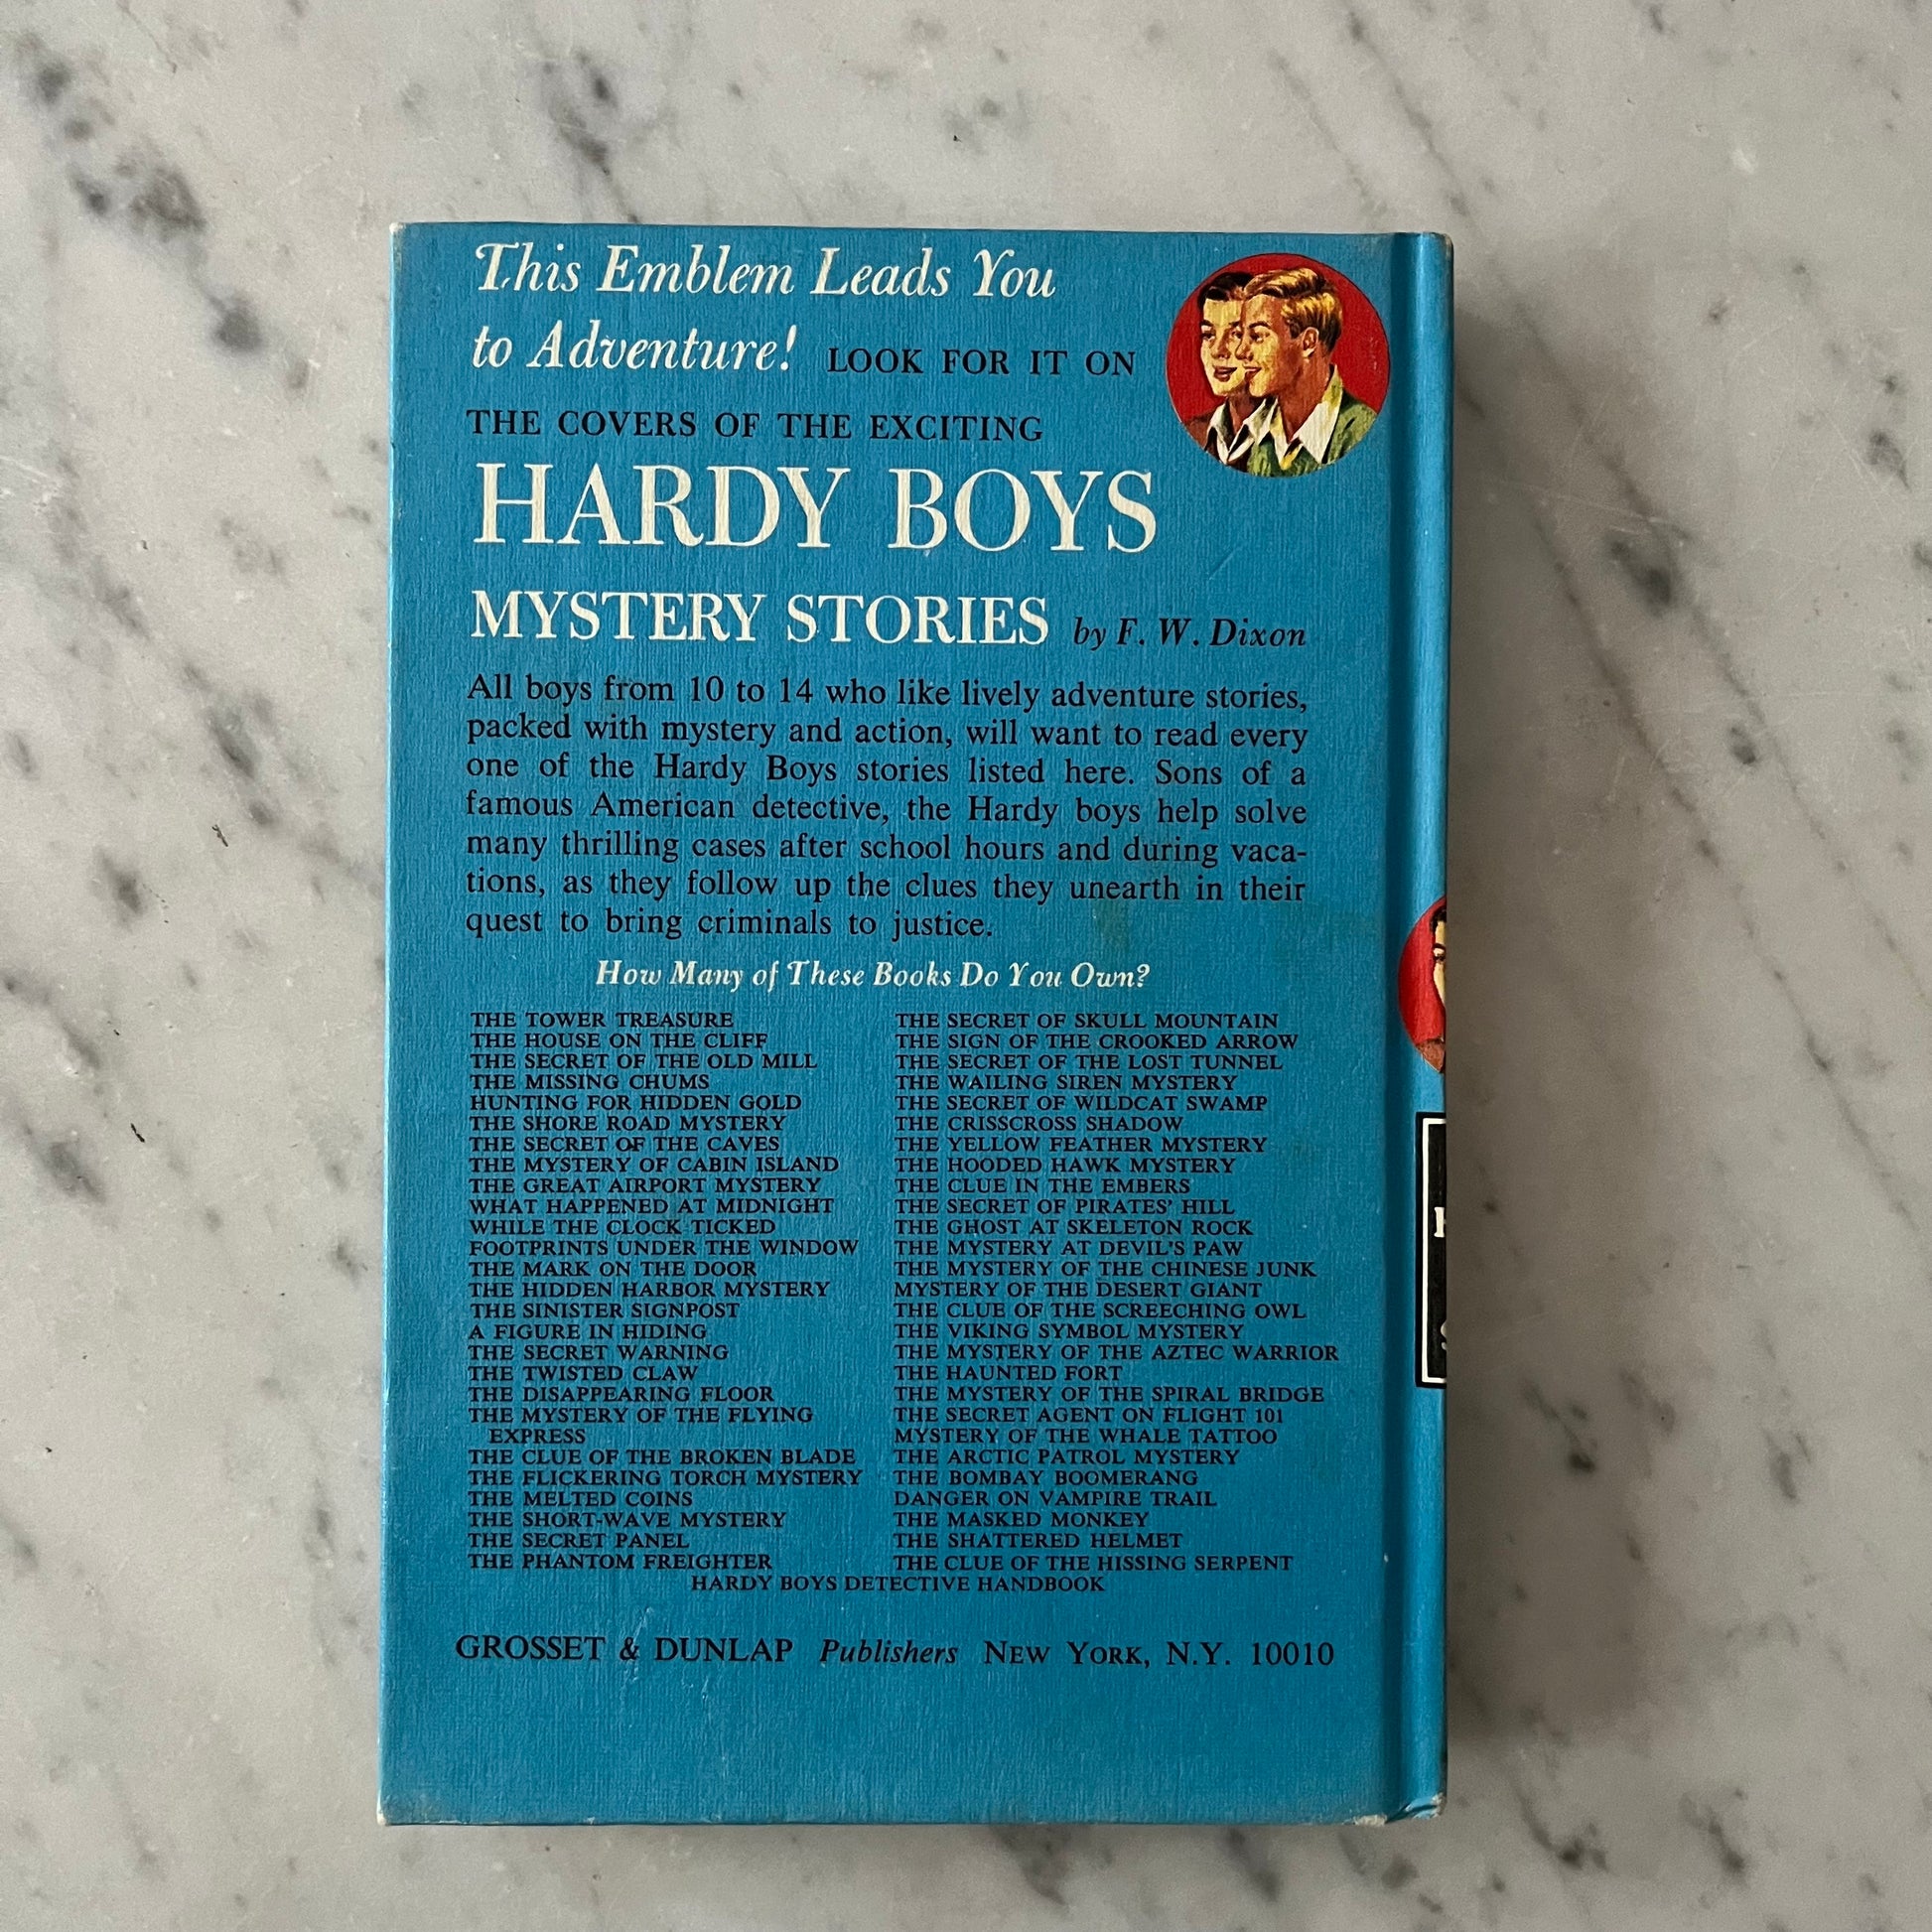 This Emblem Leads You
to Adventure! LOOK FOR IT ON
THE COVERS OF THE EXCITING
HARDY BOYS
MYSTERY STORIES by F. W. Dixon
All boys from 10 to 14 who like lively adventure stories,
packed with mystery and action, will want to read every
one of the Hardy Boys stories listed here. Sons of a
famous American detective, the Hardy boys help solve
many thrilling cases after school hours and during vaca-
tions, as they follow up the clues they unearth in their
quest to bring criminals to justice.
How Many of These Books Do You Own?
THE TOWER TREASURE
THE HOUSE ON THE CLIFF
THE SECRET OF THE OLD MILL
THE MISSING CHUMS
HUNTING FOR HIDDEN GOLD
THE SHORE ROAD MYSTERY
THE SECRET OF THE CAVES
THE MYSTERY OF CABIN ISLAND
THE GREAT AIRPORT MYSTERY
WHAT HAPPENED AT MIDNIGHT
WHILE THE CLOCK TICKED
FOOTPRINTS UNDER THE WINDOW
THE MARK ON THE DOOR
THE HIDDEN HARBOR MYSTERY
THE SINISTER SIGNPOST
A FIGURE IN HIDING
THE SECRET WARNING
THE TWISTED CLAW
THE DISAPPEARING FLOOR
THE MYSTERY OF THE FLYING
EXPRESS
THE CLUE OF THE BROKEN BLADE
THE FLICKERING TORCH MYSTERY
THE MELTED COINS
THE SHORT-WAVE MYSTERY
THE SECRET PANEL
THE PHANTOM FREIGHTER
THE SECRET OF SKULL MOUNTAIN
THE SIGN OF THE CROOKED ARROW
THE SECRET OF THE LOST TUNNEL
THE WAILING SIREN MYSTERY
THE SECRET OF WILDCAT SWAMP
THE CRISSCROSS SHADOW
THE YELLOW FEATHER MYSTERY
THE HOODED HAWK MYSTERY
THE CLUE IN THE EMBERS
THE SECRET OF PIRATES' HILL
THE GHOST AT SKELETON ROCK
THE MYSTERY AT DEVIL'S PAW
THE MYSTERY OF THE CHINESE JUNK
MYSTERY OF THE DESERT GIANT
THE CLUE OF THE SCREECHING OWL
THE VIKING SYMBOL MYSTERY
THE MYSTERY OF THE AZTEC WARRIOR
THE HAUNTED FORT
THE MYSTERY OF THE SPIRAL BRIDGE
THE SECRET AGENT ON FLIGHT 101
MYSTERY OF THE WHALE TATTOO
THE ARCTIC PATROL MYSTERY
THE BOMBAY BOOMERANG
DANGER ON VAMPIRE TRAIL
THE MASKED MONKEY
THE SHATTERED HELMET
THE CLUE OF THE HISSING SERPENT
HARDY BOYS DETECTIVE HANDBOOK
GROSSET & DUNLAP Publishers NEW YORK, N.Y. 10010